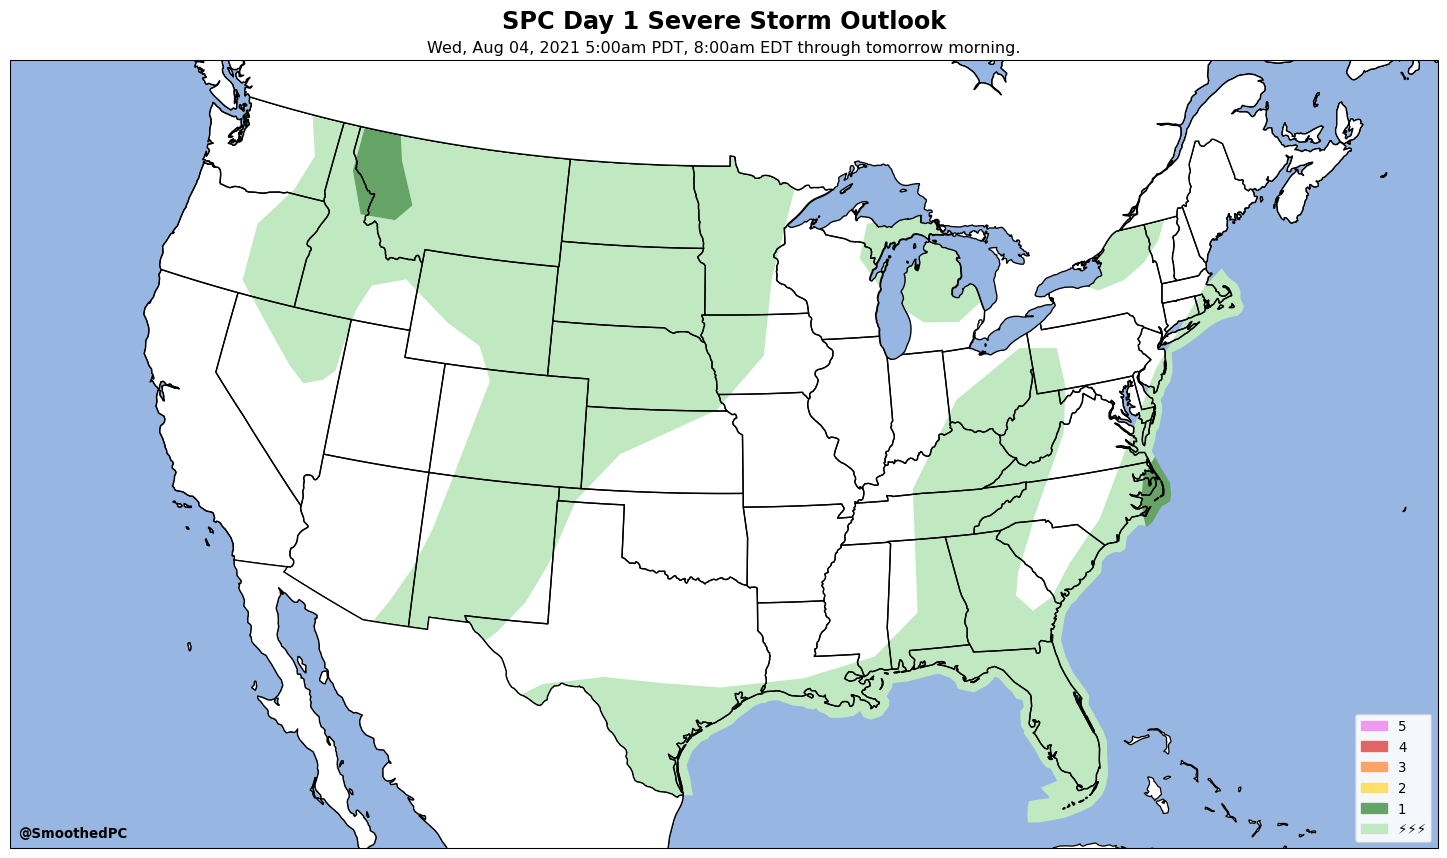 SPC Day 1 Severe Storm Outlook
Wed, Aug 04, 2021 5:00am PDT, 8:00am EDT through tomorrow morning.
5
4
3
2
1
⚡⚡⚡
@SmoothedPC